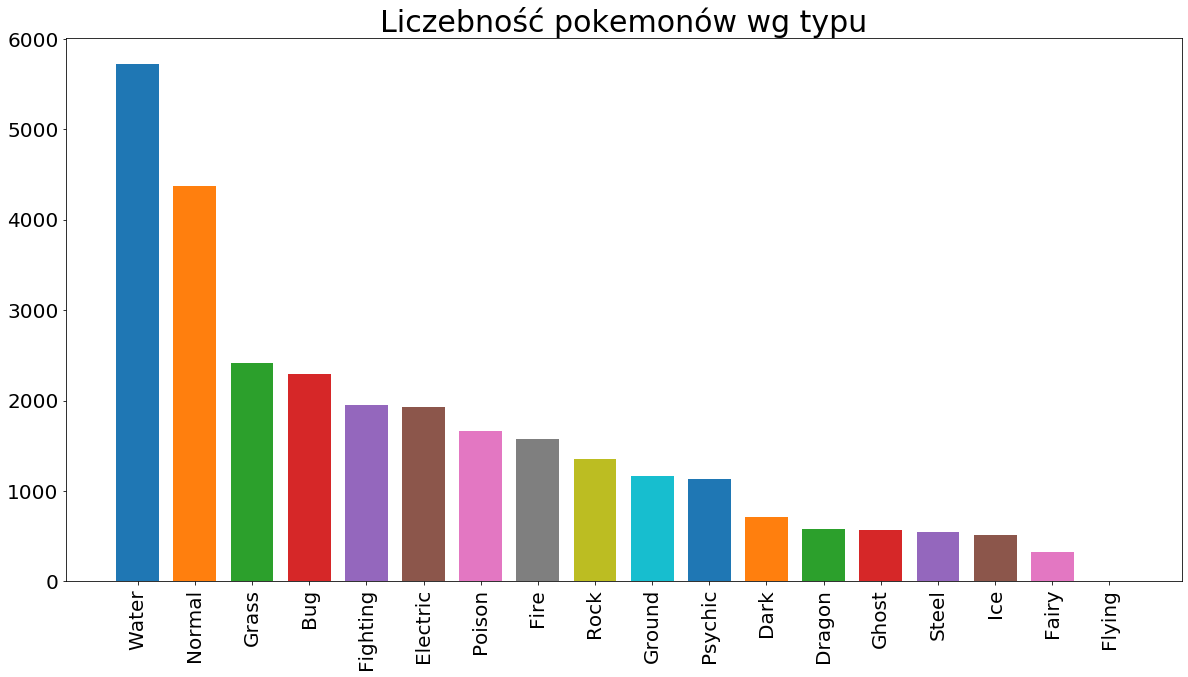 Liczebność pokemonów wg typu
6000
5000
4000
3000
2000
1000
0
Water
Normal
Grass
Bug
Fighting
Electric
Poison
Fire
Rock
Ground
Psychic
Dark
Dragon
Ghost
Steel
Ice
Fairy
Flying